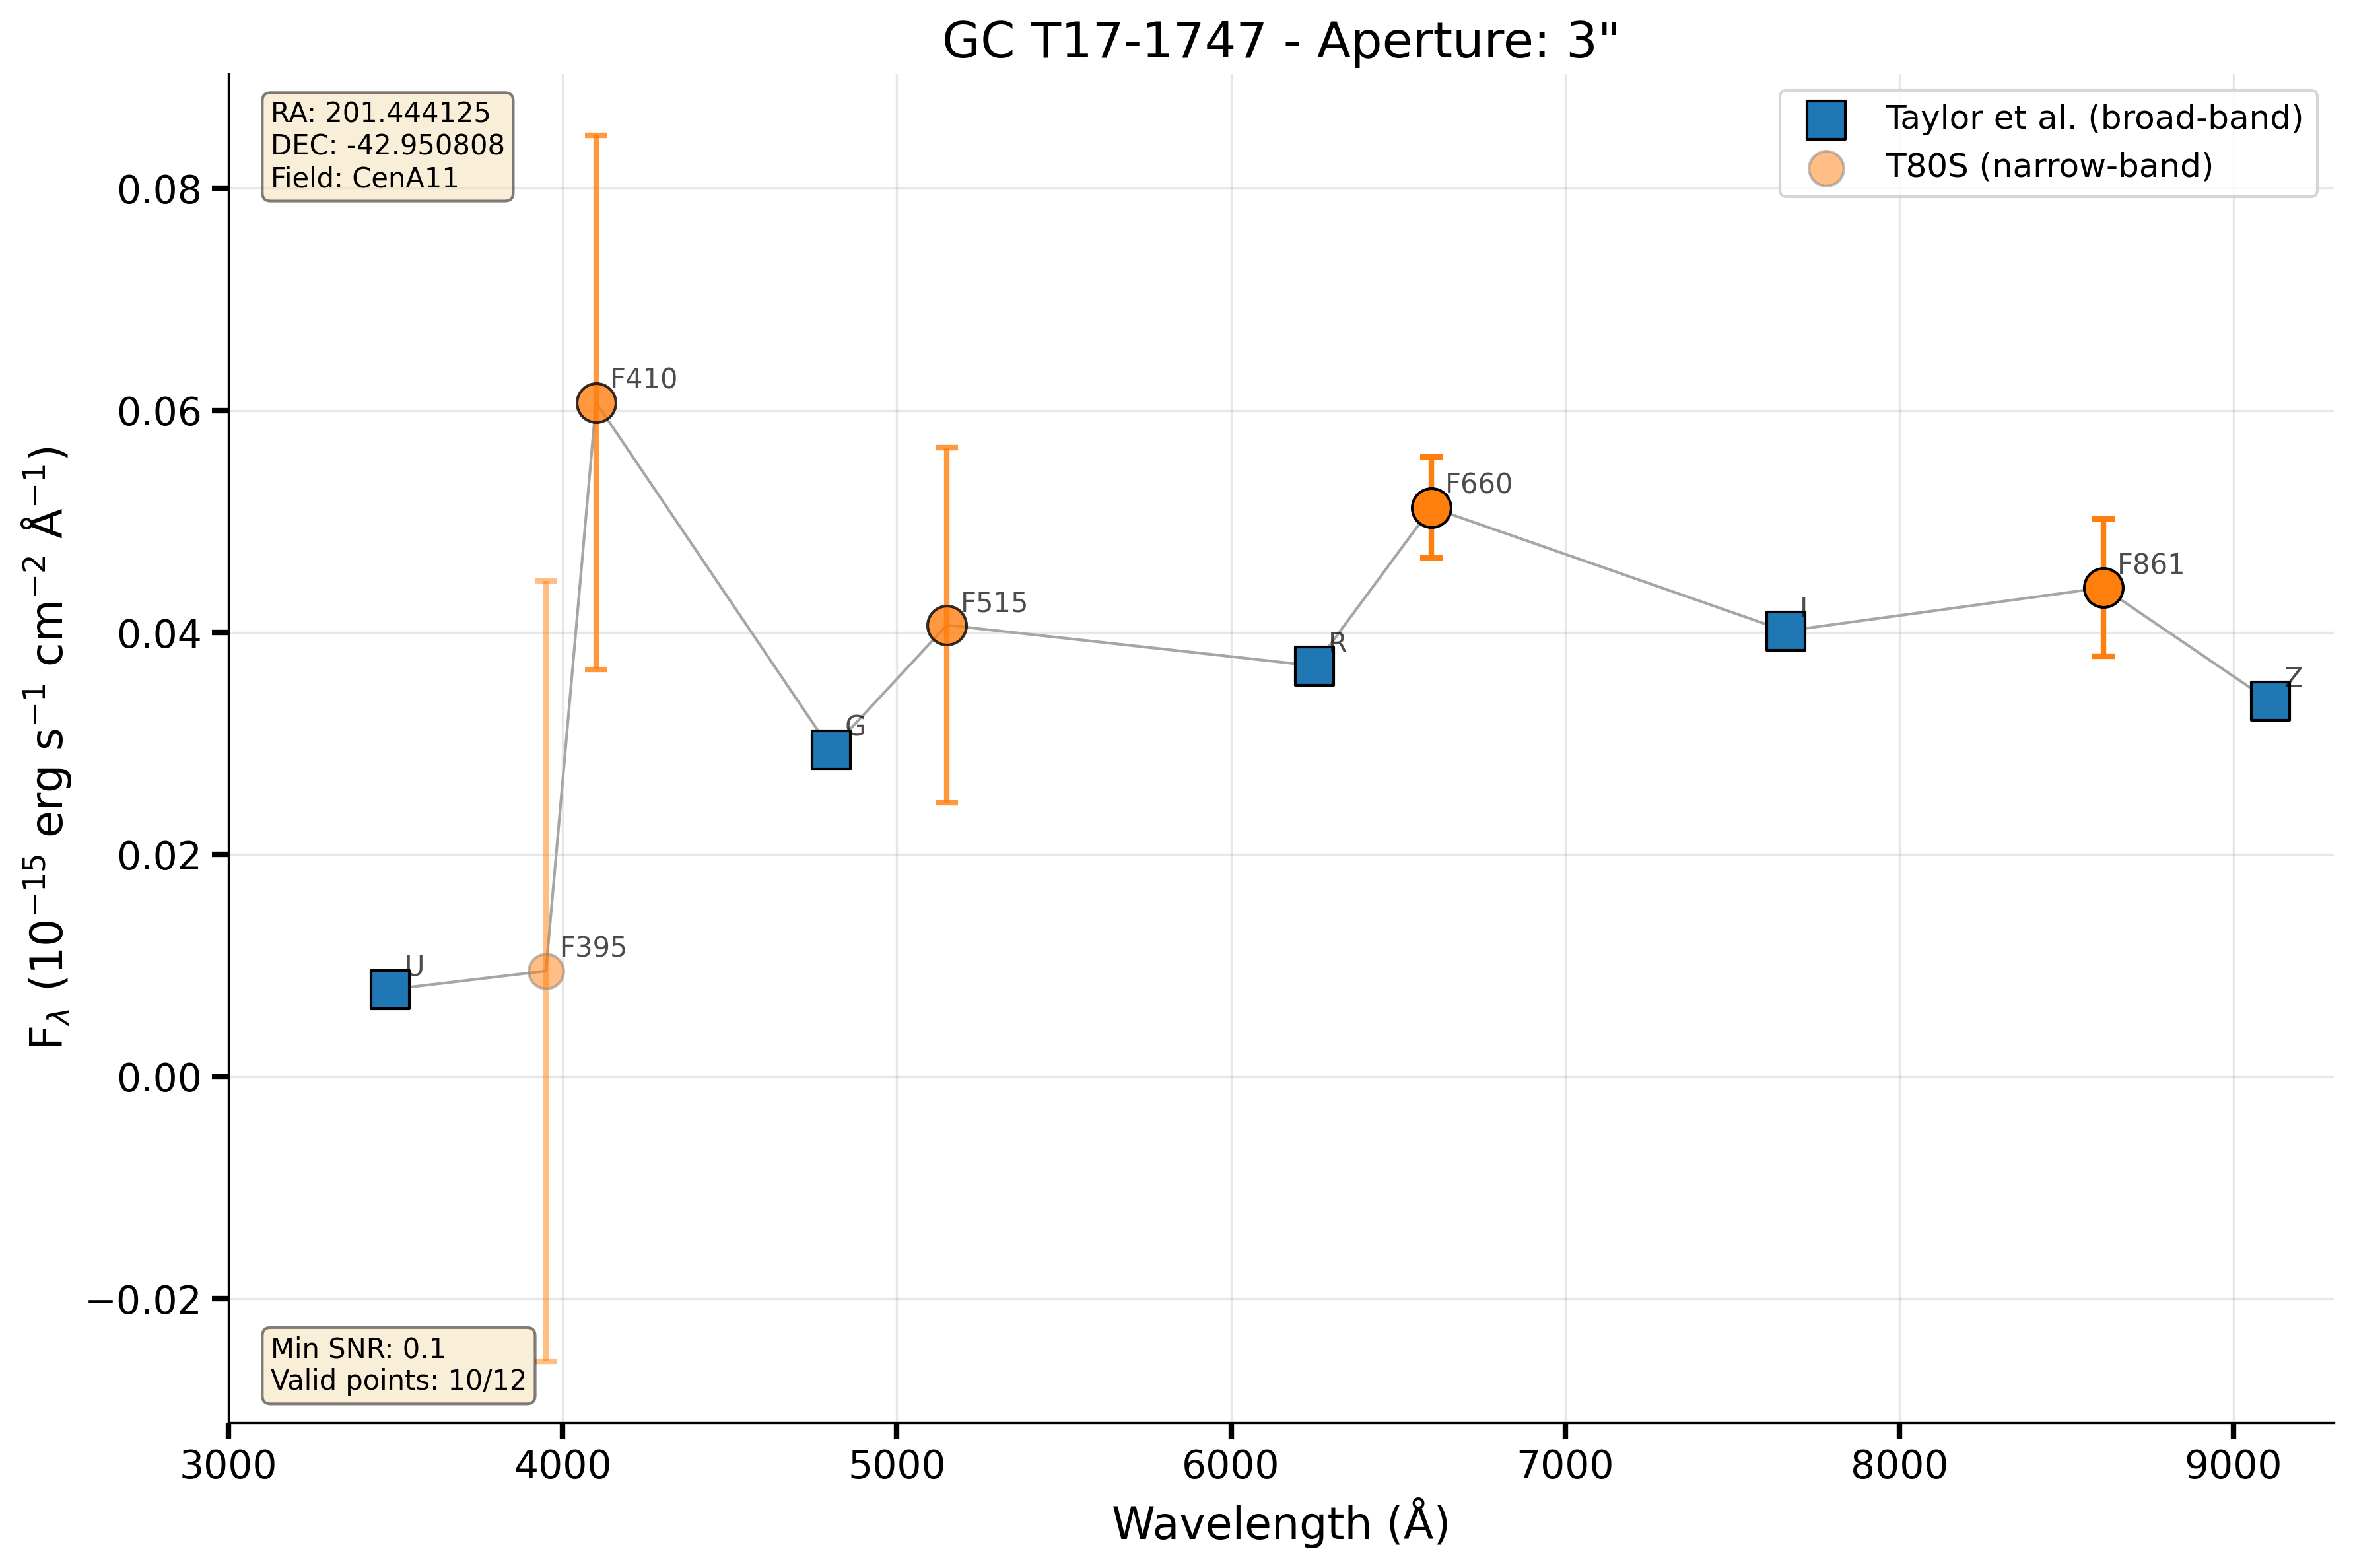 GC T17-1747 - Aperture: 3"
RA: 201.444125
DEC: -42.950808
Field: CenA11
Taylor et al. (broad-band)
T80S (narrow-band)
F_λ (10⁻¹⁵ erg s⁻¹ cm⁻² Å⁻¹)
0.08
0.06
0.04
0.02
0.00
−0.02
U
F395
F410
G
F515
R
F660
I
F861
Z
Min SNR: 0.1
Valid points: 10/12
3000
4000
5000
6000
7000
8000
9000
Wavelength (Å)